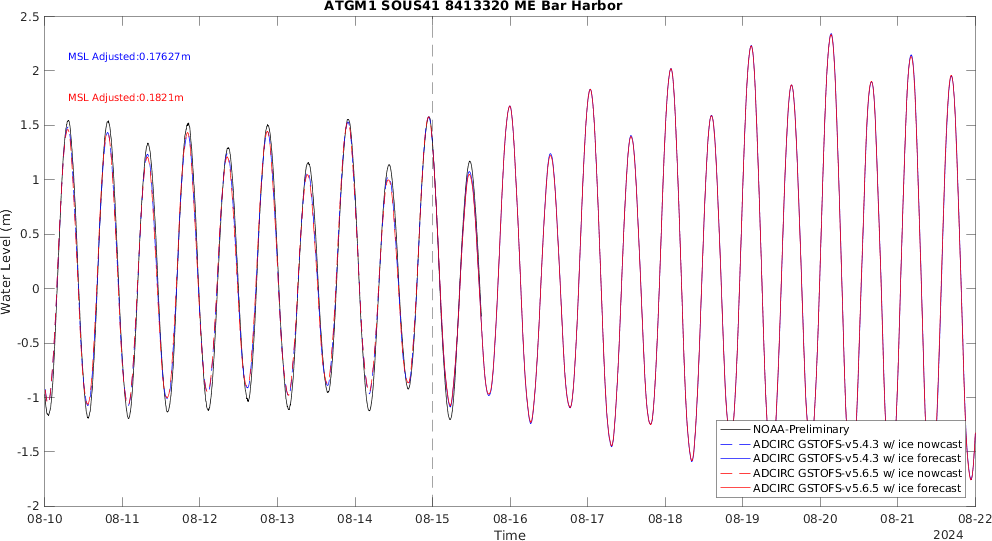 ATGM1 SOUS41 8413320 ME Bar Harbor
2.5
2
1.5
1
0.5
0
-0.5
-1
-1.5
-2
Water Level (m)
MSL Adjusted:0.17627m
MSL Adjusted:0.1821m
NOAA-Preliminary
ADCIRC GSTOFS-v5.4.3 w/ ice nowcast
ADCIRC GSTOFS-v5.4.3 w/ ice forecast
ADCIRC GSTOFS-v5.6.5 w/ ice nowcast
ADCIRC GSTOFS-v5.6.5 w/ ice forecast
08-10 08-11 08-12 08-13 08-14 08-15 08-16 08-17 08-18 08-19 08-20 08-21 08-22
Time
2024